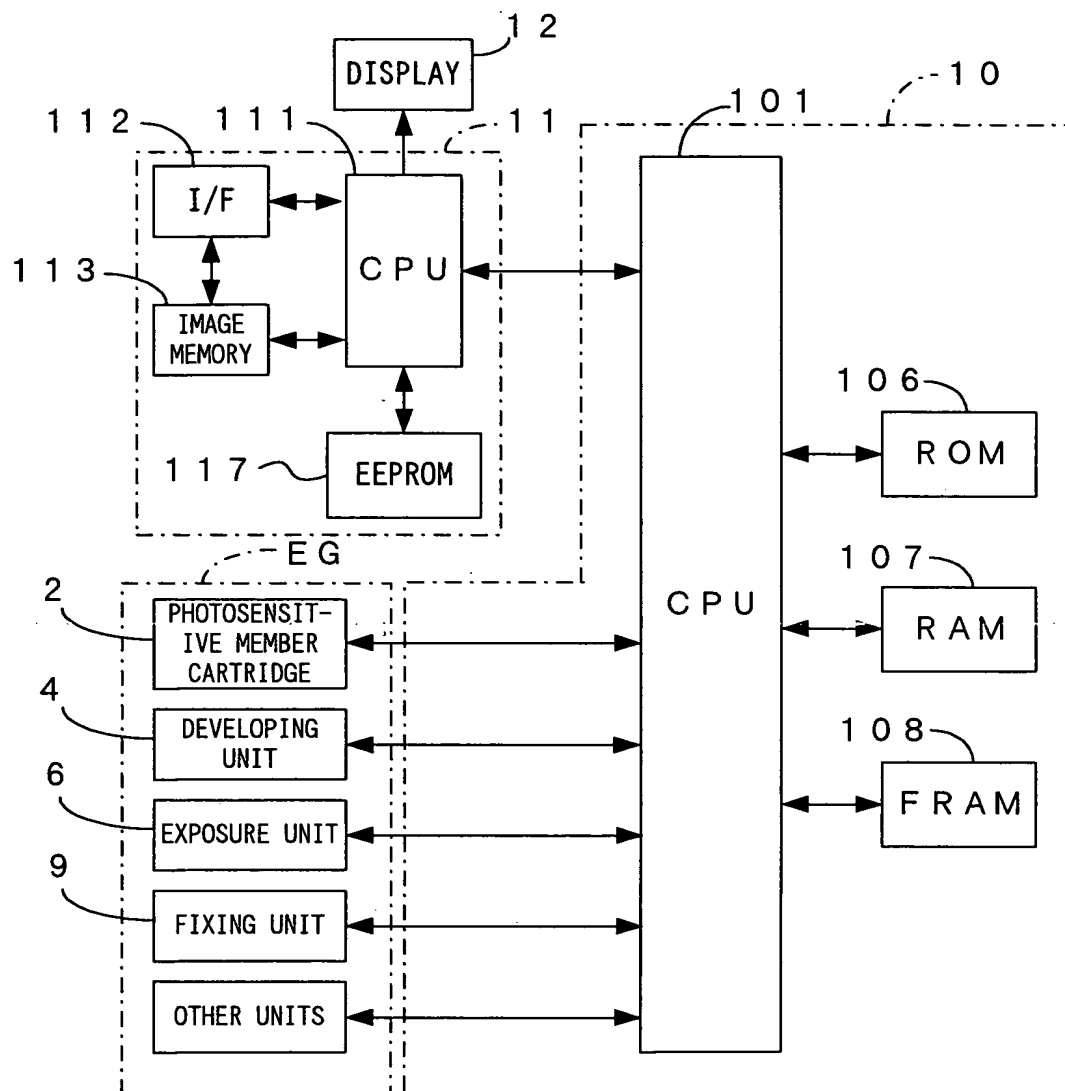 12
DISPLAY
10
112
111
11
101
I/F
CPU
113
IMAGE
MEMORY
106
ROM
117
EEPROM
EG
107
2
PHOTOSENSIT-
IVE MEMBER
CARTRIDGE
CPU
RAM
4
DEVELOPING
UNIT
108
6
FRAM
EXPOSURE UNIT
9
FIXING UNIT
OTHER UNITS